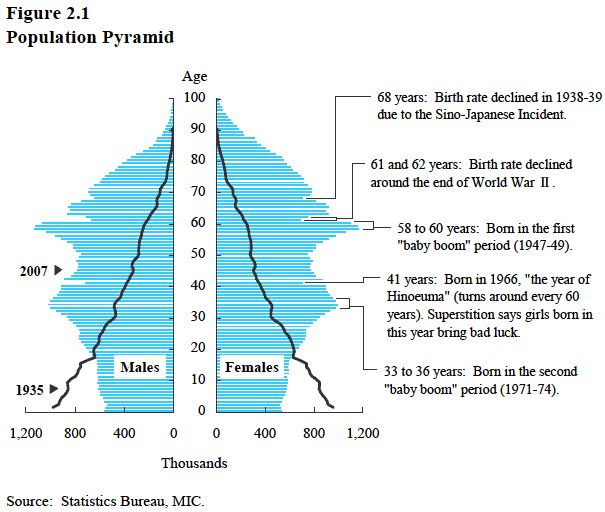 Figure 2.1
Population Pyramid
Age
100
90
80
70
60
50
40
30
20
10
0
2007
1935
Males
Females
1,200
800
400
0
0
400
800
1,200
Thousands
68 years: Birth rate declined in 1938-39
due to the Sino-Japanese Incident.
61 and 62 years: Birth rate declined
around the end of World War Ⅱ.
58 to 60 years: Born in the first
"baby boom" period (1947-49).
41 years: Born in 1966, "the year of
Hinoeuma" (turns around every 60
years). Superstition says girls born in
this year bring bad luck.
33 to 36 years: Born in the second
"baby boom" period (1971-74).
Source: Statistics Bureau, MIC.